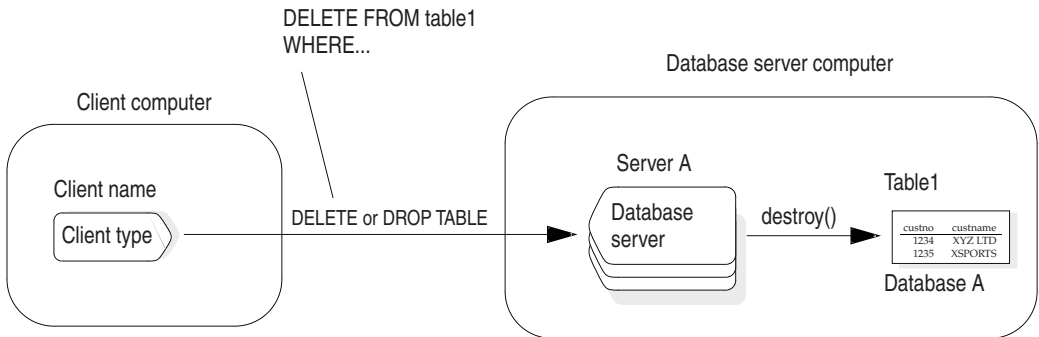 DELETE FROM table1
WHERE...
Database server computer
Client computer
Server A
Client name
Table1
Client type
DELETE or DROP TABLE
Database
server
destroy()
custno custname
1234 XYZ LTD
1235 XSPORTS
Database A